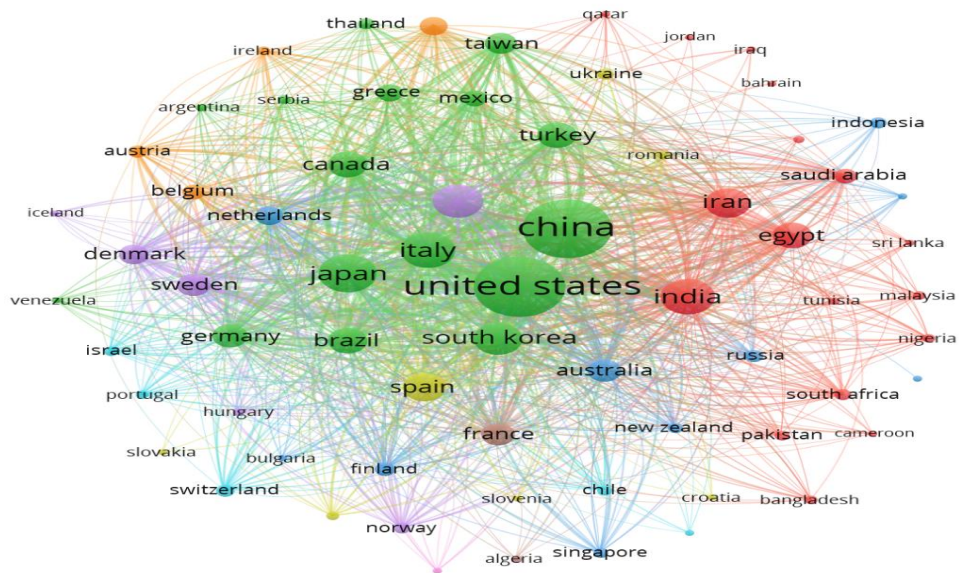 qatar
thailand
jordan
taiwan
ireland
iraq
ukraine
bahrain
greece
mexico
serbia
argentina
indonesia
turkey
austria
romania
canada
saudi arabia
belgium
iran
iceland
netherlands
china
egypt
sri lanka
denmark
italy
japan
sweden
united states
india
malaysia
venezuela
tunisia
germany
brazil
south korea
nigeria
israel
russia
australia
spain
portugal
south africa
hungary
new zealand
france
pakistan
cameroon
slovakia
bulgaria
finland
switzerland
chile
slovenia
croatia
bangladesh
norway
algeria
singapore